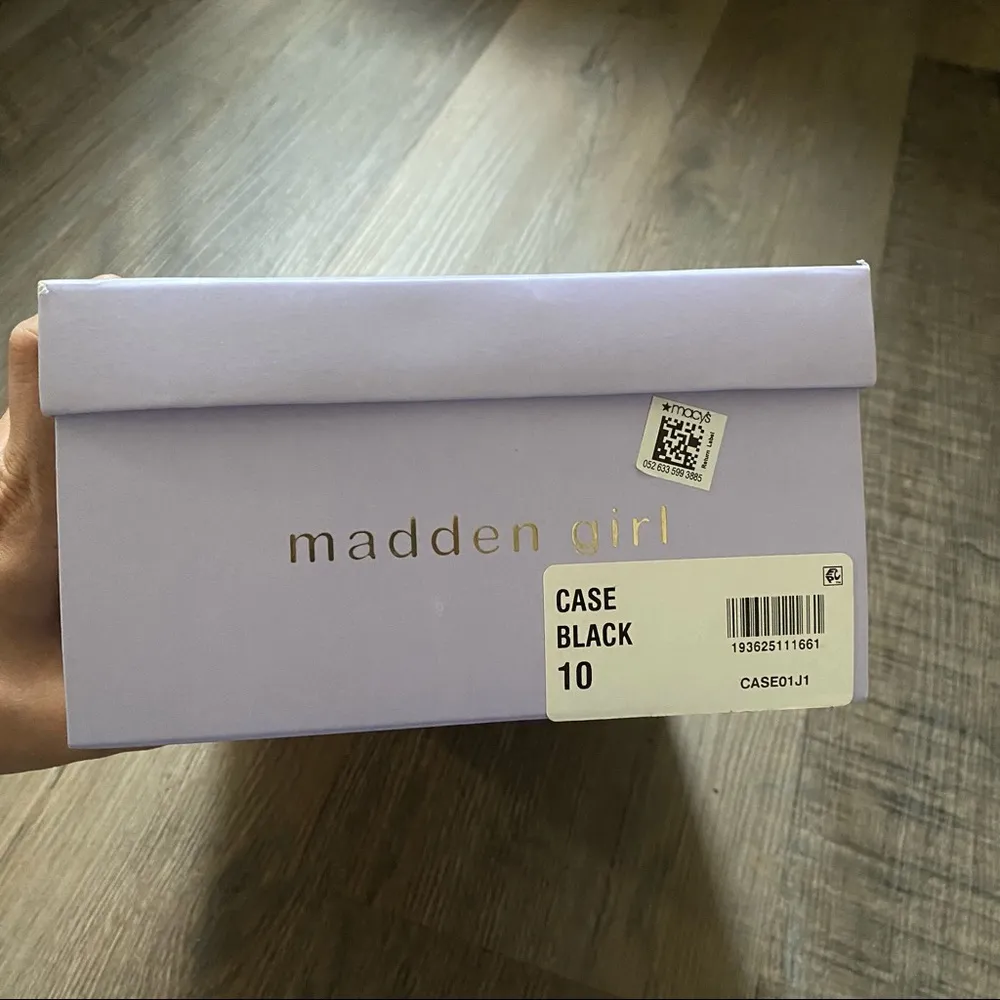 ★macy's
Return Label
052 633 599 3885
madden girl
CASE
BLACK
10
193625111661
CASE01J1